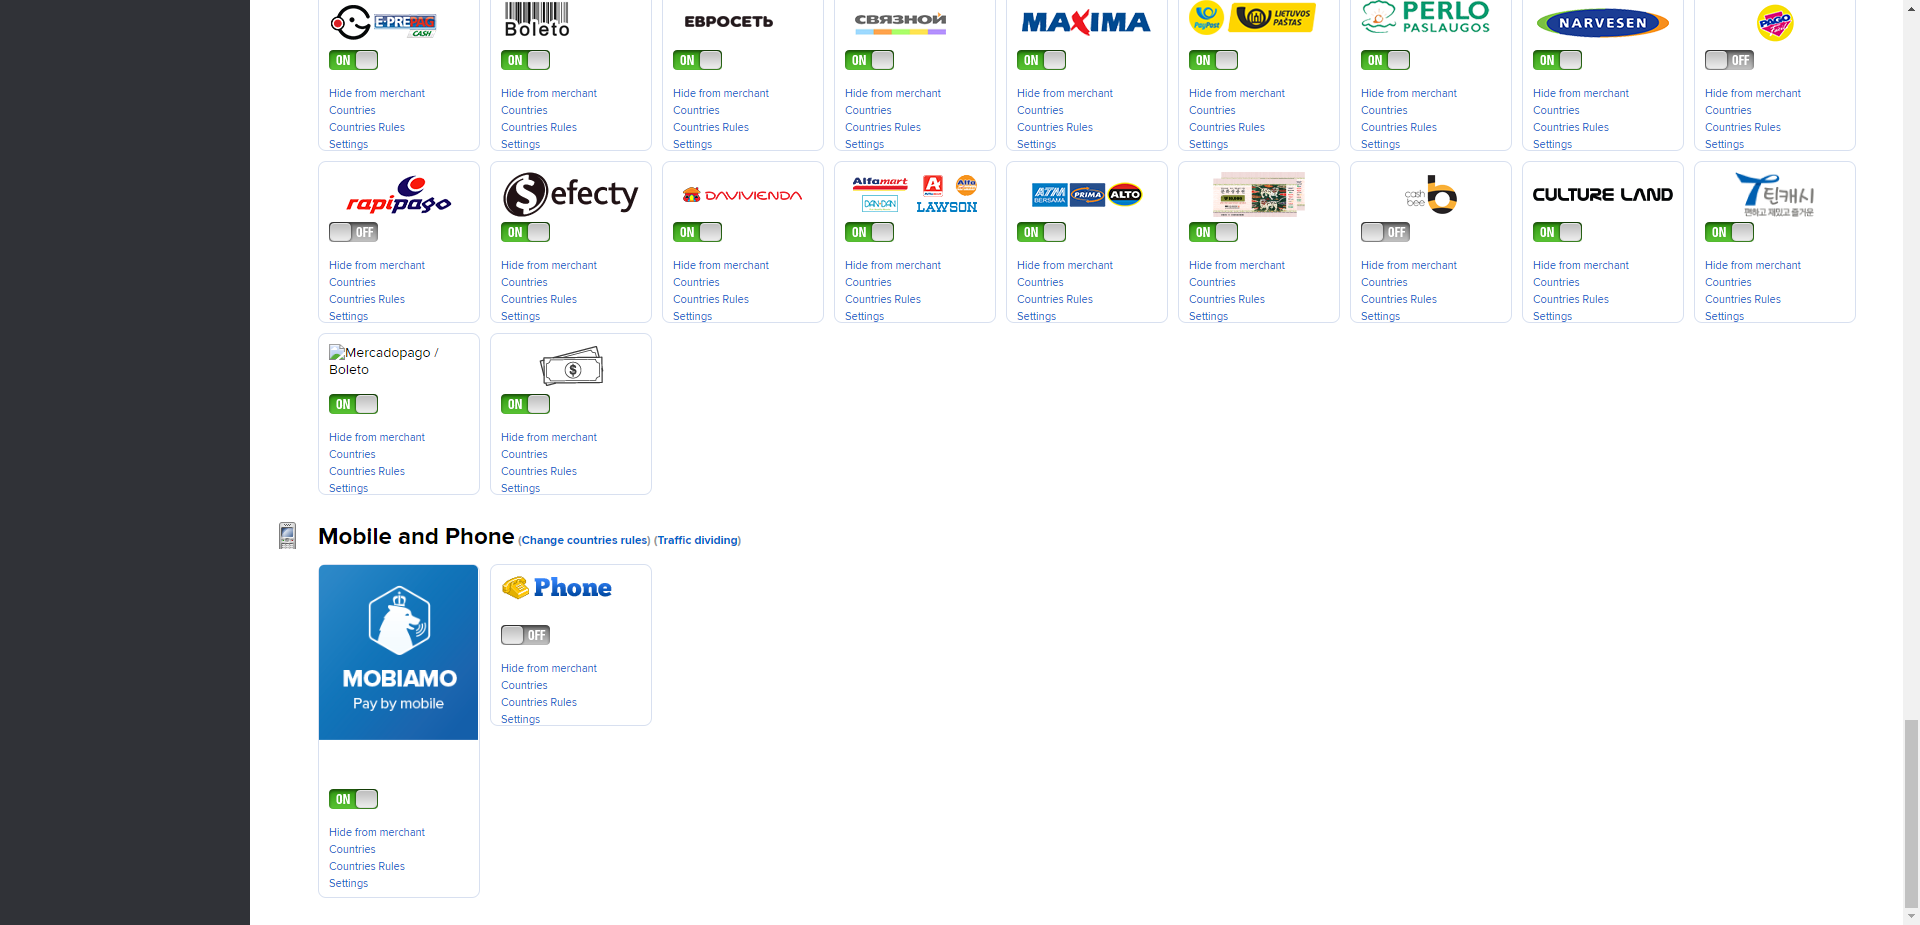 E-PREPAG CASH
Boleto
ЕВРОСЕТЬ
СВЯЗНОЙ
MAXIMA
PayPost LIETUVOS PAŠTAS
PERLO PASLAUGOS
NARVESEN
PAGO
ON ON ON ON ON ON ON ON OFF
Hide from merchant Hide from merchant Hide from merchant Hide from merchant Hide from merchant Hide from merchant Hide from merchant Hide from merchant Hide from merchant
Countries Countries Countries Countries Countries Countries Countries Countries Countries
Countries Rules Countries Rules Countries Rules Countries Rules Countries Rules Countries Rules Countries Rules Countries Rules Countries Rules
Settings Settings Settings Settings Settings Settings Settings Settings Settings
rapipago
efecty
DAVIVIENDA
Alfamart Alfa
DAN+DAN LAWSON
ATM BERSAMA PRIMA ALTO
cash bee
CULTURE LAND
틴캐시
편하고 재밌고 즐거운
OFF ON ON ON ON ON OFF ON ON
Hide from merchant Hide from merchant Hide from merchant Hide from merchant Hide from merchant Hide from merchant Hide from merchant Hide from merchant Hide from merchant
Countries Countries Countries Countries Countries Countries Countries Countries Countries
Countries Rules Countries Rules Countries Rules Countries Rules Countries Rules Countries Rules Countries Rules Countries Rules Countries Rules
Settings Settings Settings Settings Settings Settings Settings Settings Settings
Mercadopago /
Boleto
$
ON ON
Hide from merchant Hide from merchant
Countries Countries
Countries Rules Countries Rules
Settings Settings
Mobile and Phone (Change countries rules) (Traffic dividing)
MOBIAMO
Pay by mobile
ON
Hide from merchant
Countries
Countries Rules
Settings
Phone
OFF
Hide from merchant
Countries
Countries Rules
Settings